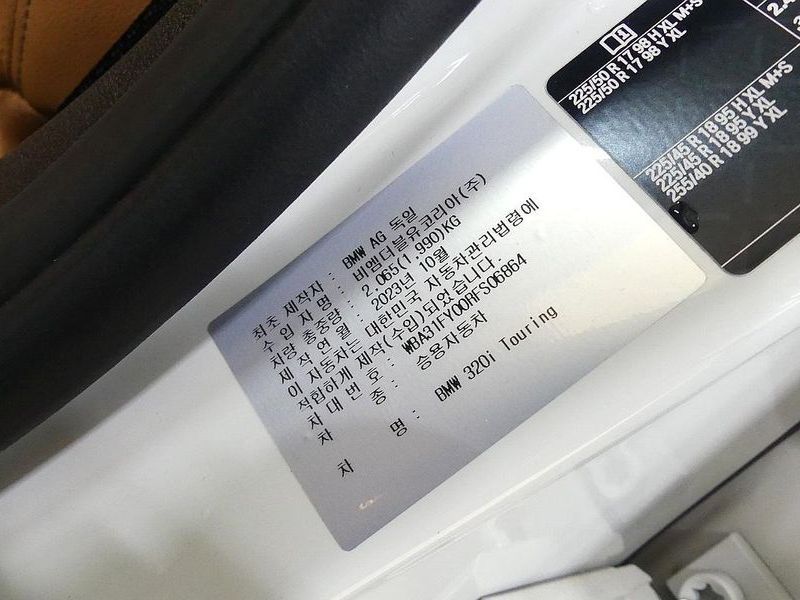 최초 제작자 : BMW AG 독일
수 입 자 명 : 비엠더블유코리아(주)
차량 총중량 : 2,065(1,990)KG
제 작 연 월 : 2023년 10월
이 자동차는 대한민국 자동차관리법령에
적합하게 제작(수입)되었습니다.
차 대 번 호 : WBA31FY00RFS06864
차 종 : 승용자동차
차 명 : BMW 320i Touring
225/50 R 17 98 H XL M+S
225/50 R 17 98 Y XL
225/45 R 18 95 H XL M+S
225/45 R 18 95 Y XL
255/40 R 18 99 Y XL